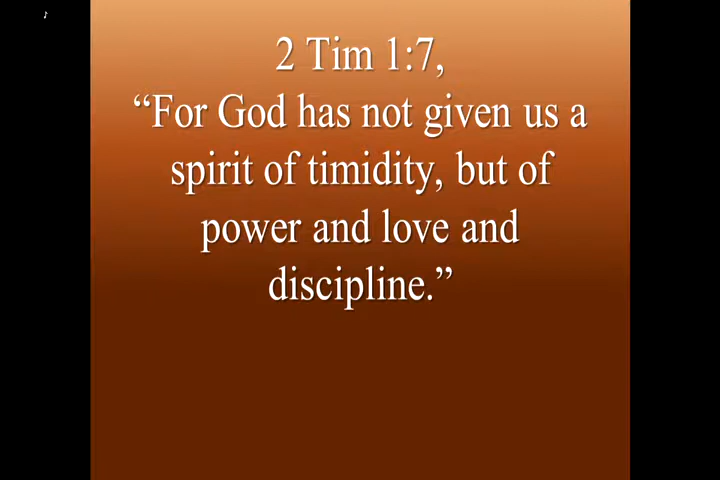 2 Tim 1:7,
“For God has not given us a
spirit of timidity, but of
power and love and
discipline.”